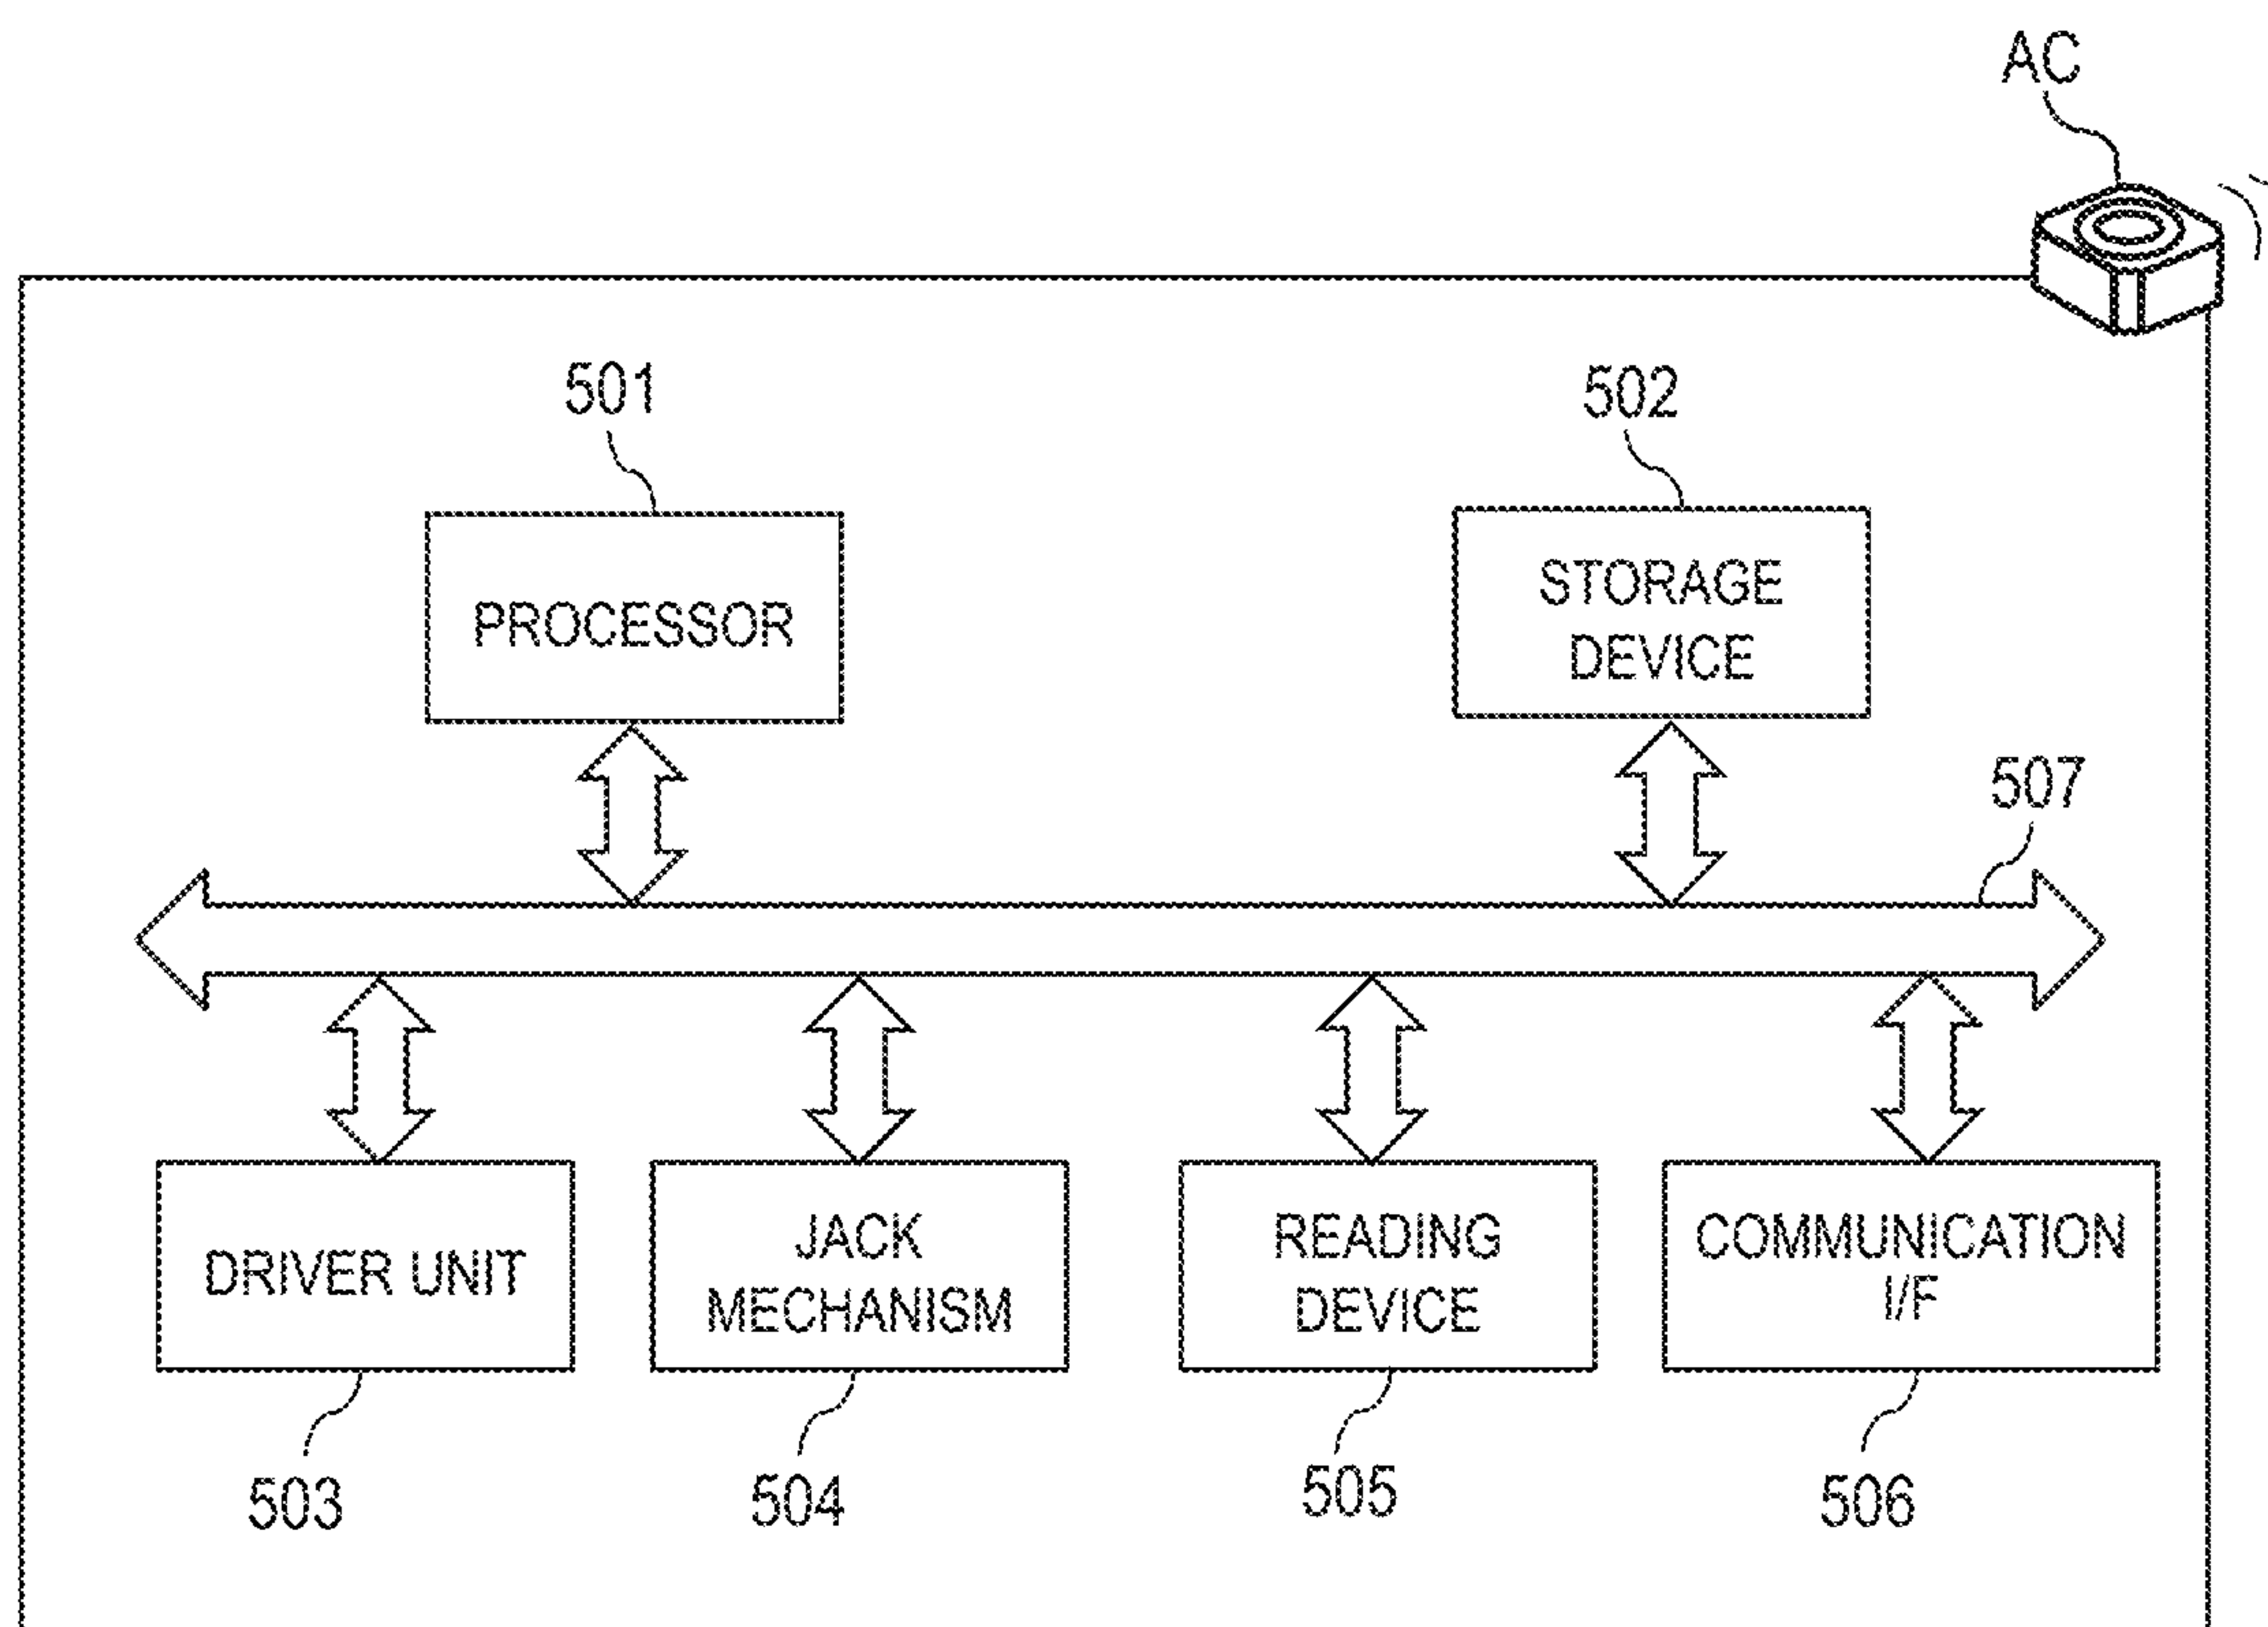 AC
501
502
PROCESSOR
STORAGE
DEVICE
507
DRIVER UNIT
JACK
MECHANISM
READING
DEVICE
COMMUNICATION
I/F
503
504
505
506